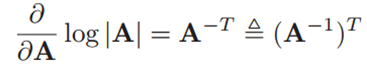 ∂/∂𝐀 log |𝐀| = 𝐀^{-T} ≜ (𝐀^{-1})^T